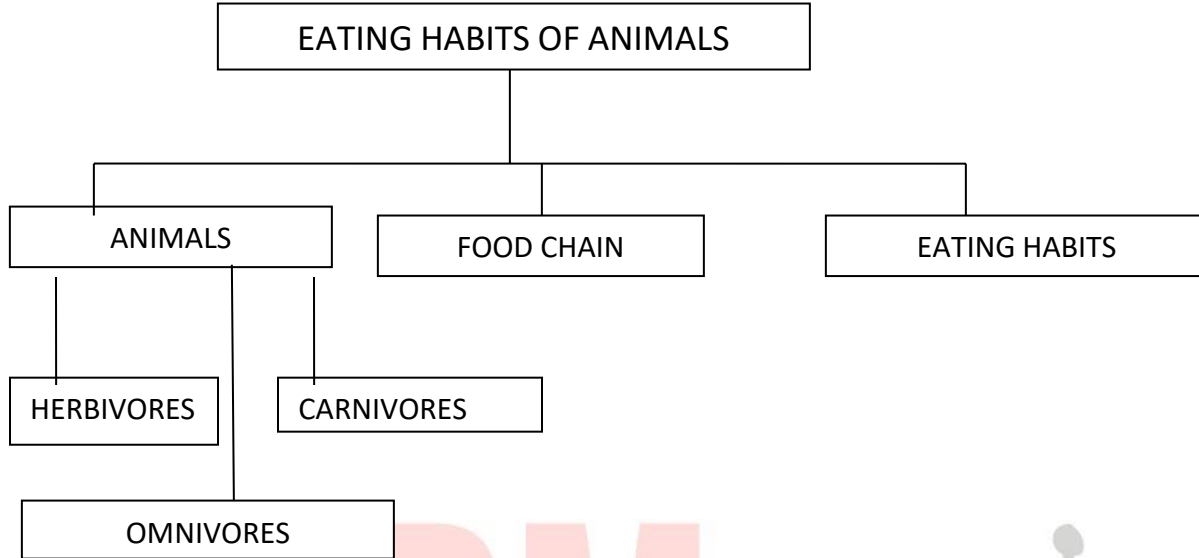 EATING HABITS OF ANIMALS
ANIMALS
FOOD CHAIN
EATING HABITS
HERBIVORES
CARNIVORES
OMNIVORES